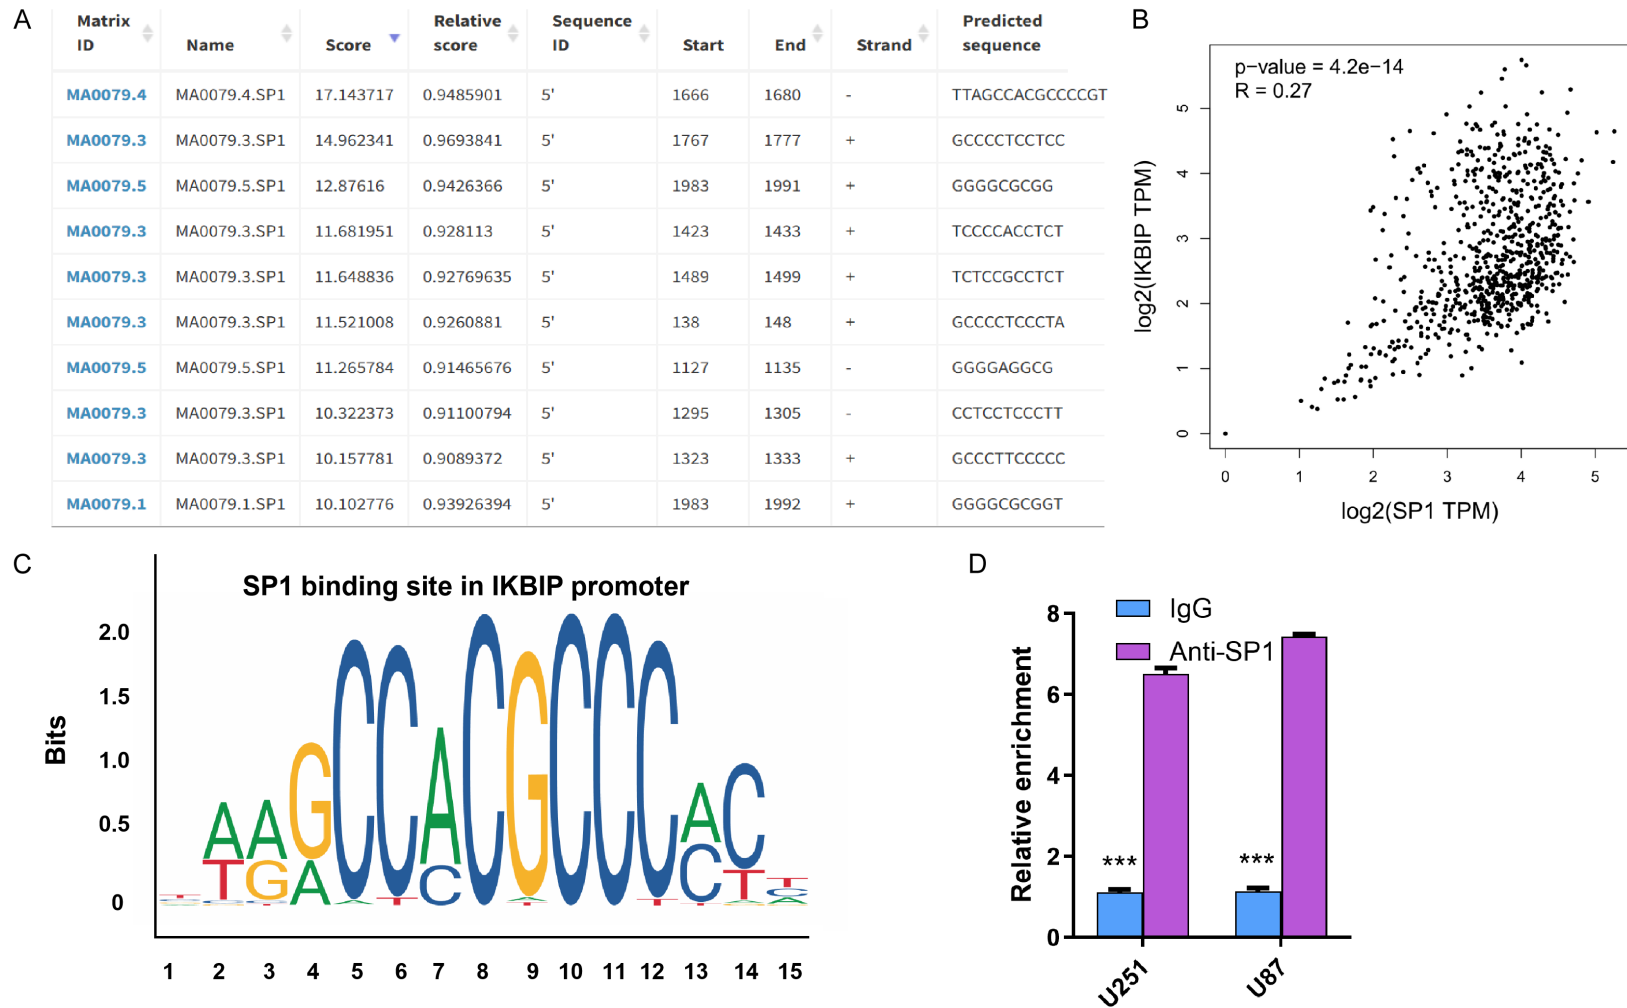 A
Matrix ID Name Score Relative score Sequence ID Start End Strand Predicted sequence
MA0079.4 MA0079.4.SP1 17.143717 0.9485901 5' 1666 1680 - TTAGCCACGCCCCGT
MA0079.3 MA0079.3.SP1 14.962341 0.9693841 5' 1767 1777 + GCCCCTCCTCC
MA0079.5 MA0079.5.SP1 12.87616 0.9426366 5' 1983 1991 + GGGGCGCGG
MA0079.3 MA0079.3.SP1 11.681951 0.928113 5' 1423 1433 + TCCCCACCTCT
MA0079.3 MA0079.3.SP1 11.648836 0.92769635 5' 1489 1499 + TCTCCGCCTCT
MA0079.3 MA0079.3.SP1 11.521008 0.9260881 5' 138 148 + GCCCCTCCCTA
MA0079.5 MA0079.5.SP1 11.265784 0.91465676 5' 1127 1135 - GGGGAGGCG
MA0079.3 MA0079.3.SP1 10.322373 0.91100794 5' 1295 1305 - CCTCCTCCCTT
MA0079.3 MA0079.3.SP1 10.157781 0.9089372 5' 1323 1333 + GCCCTTCCCCC
MA0079.1 MA0079.1.SP1 10.102776 0.93926394 5' 1983 1992 + GGGGCGCGGT
B
p-value = 4.2e-14
R = 0.27
log2(IKBIP TPM)
5
4
3
2
1
0
0 1 2 3 4 5
log2(SP1 TPM)
C
SP1 binding site in IKBIP promoter
Bits
2.0
1.5
1.0
0.5
0
A A G C C A C G C C C A C
T G A C C T
1 2 3 4 5 6 7 8 9 10 11 12 13 14 15
D
IgG
Anti-SP1
Relative enrichment
8
6
4
2
0
*** ***
U251 U87